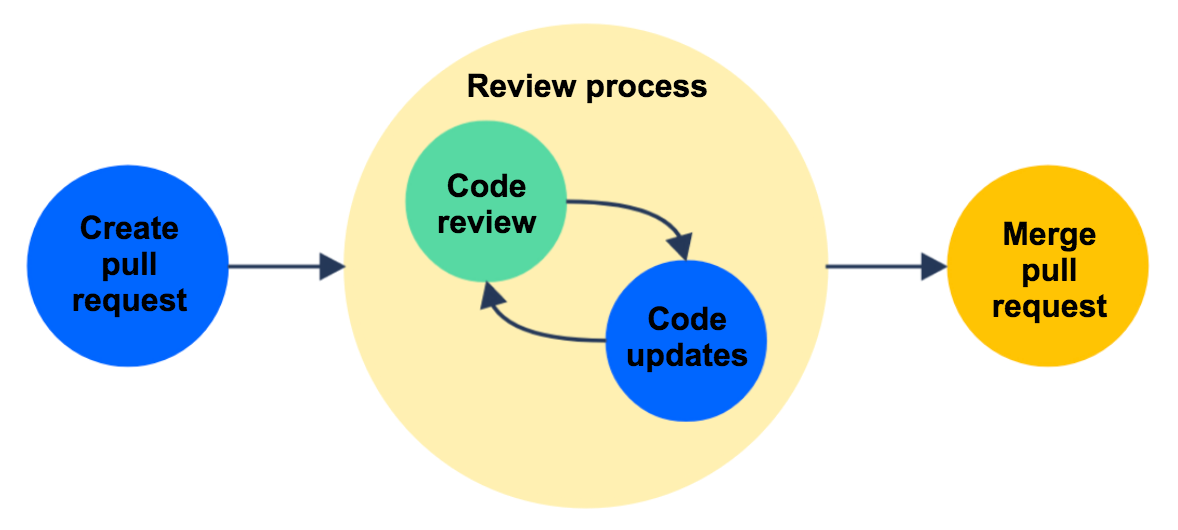 Review process
Code
review
Create
pull
request
Code
updates
Merge
pull
request